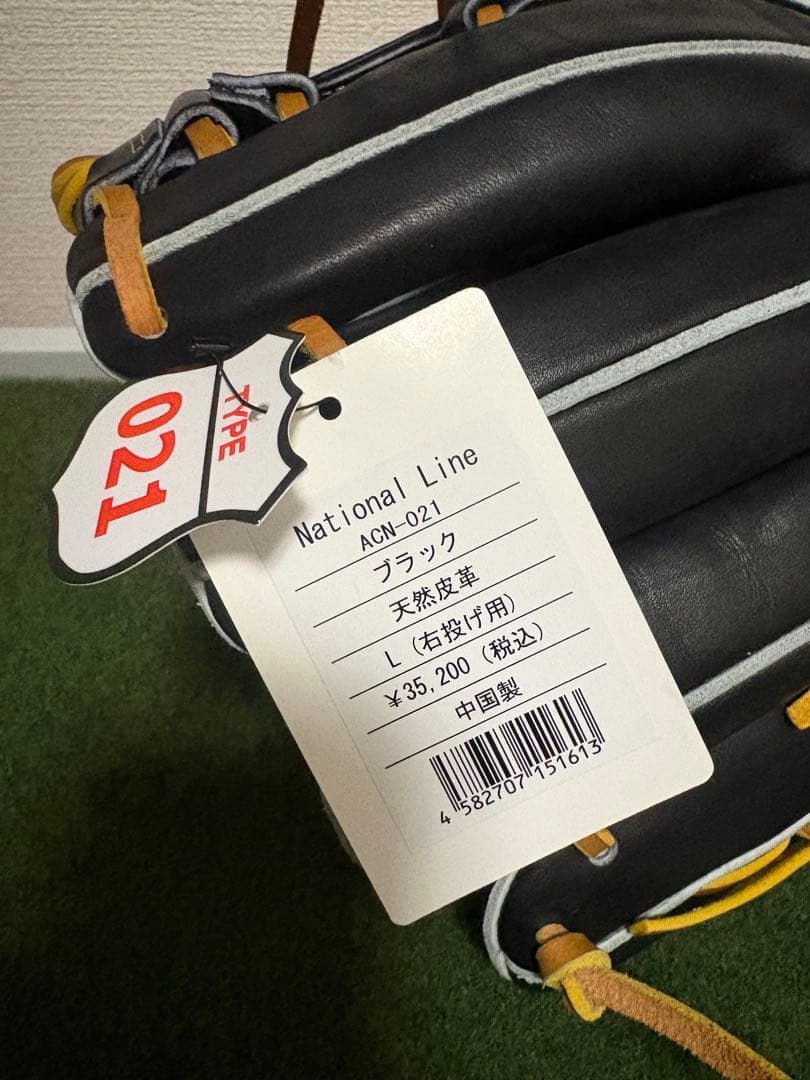 TYPE
021
National Line
ACN-021
ブラック
天然皮革
L(右投げ用)
¥35,200(税込)
中国製
4 582707 151613